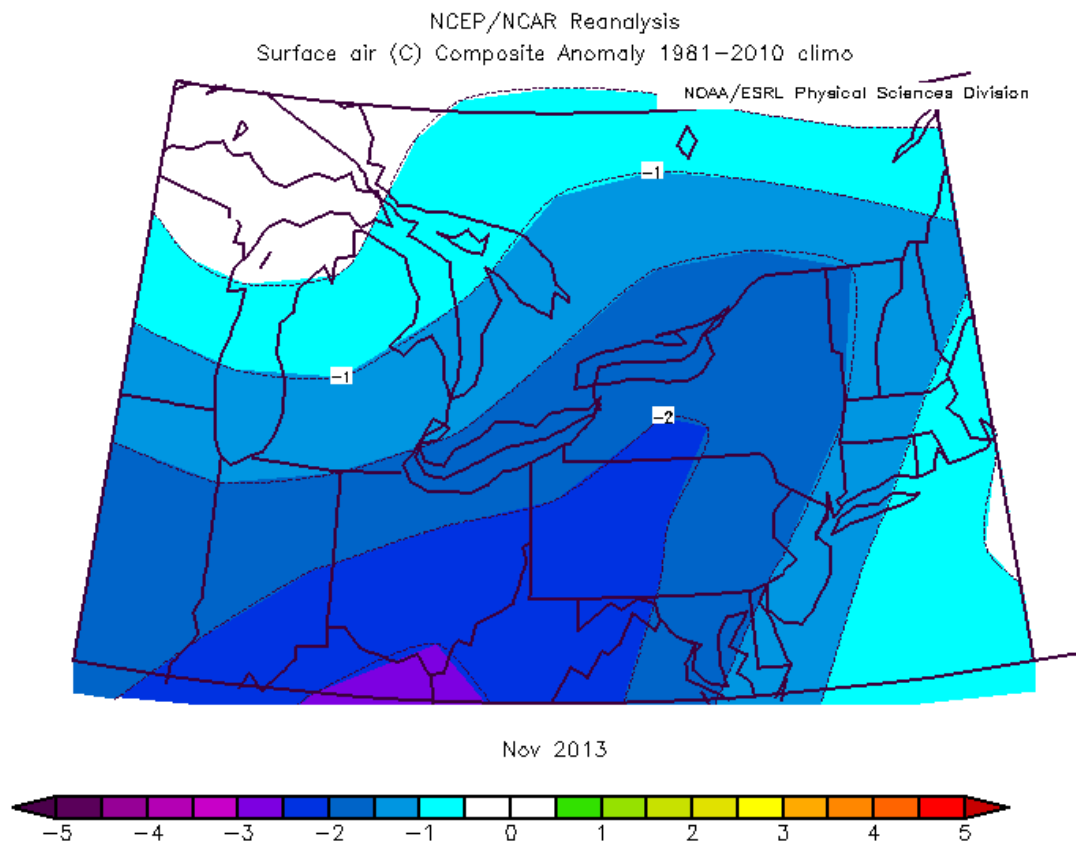 NCEP/NCAR Reanalysis
Surface air (C) Composite Anomaly 1981-2010 climo
NOAA/ESRL Physical Sciences Division
-1
-1
-2
Nov 2013
-5 -4 -3 -2 -1 0 1 2 3 4 5